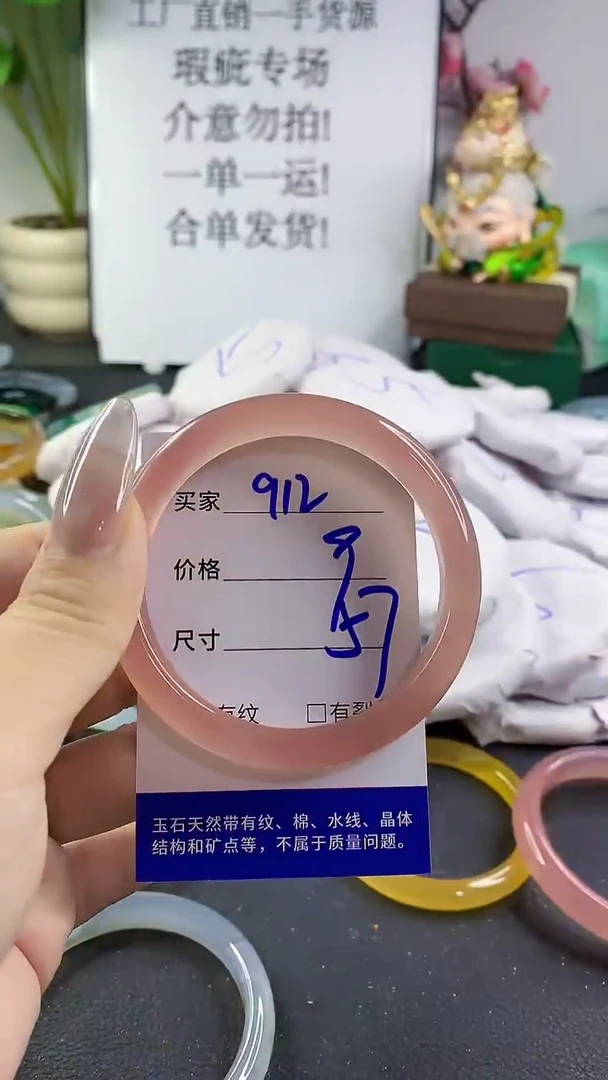 工厂直销一手货源
瑕疵专场
介意勿拍!
一单一运!
合单发货!
买家 912
价格
尺寸 57
有纹 □有裂
玉石天然带有纹、棉、水线、晶体
结构和矿点等，不属于质量问题。